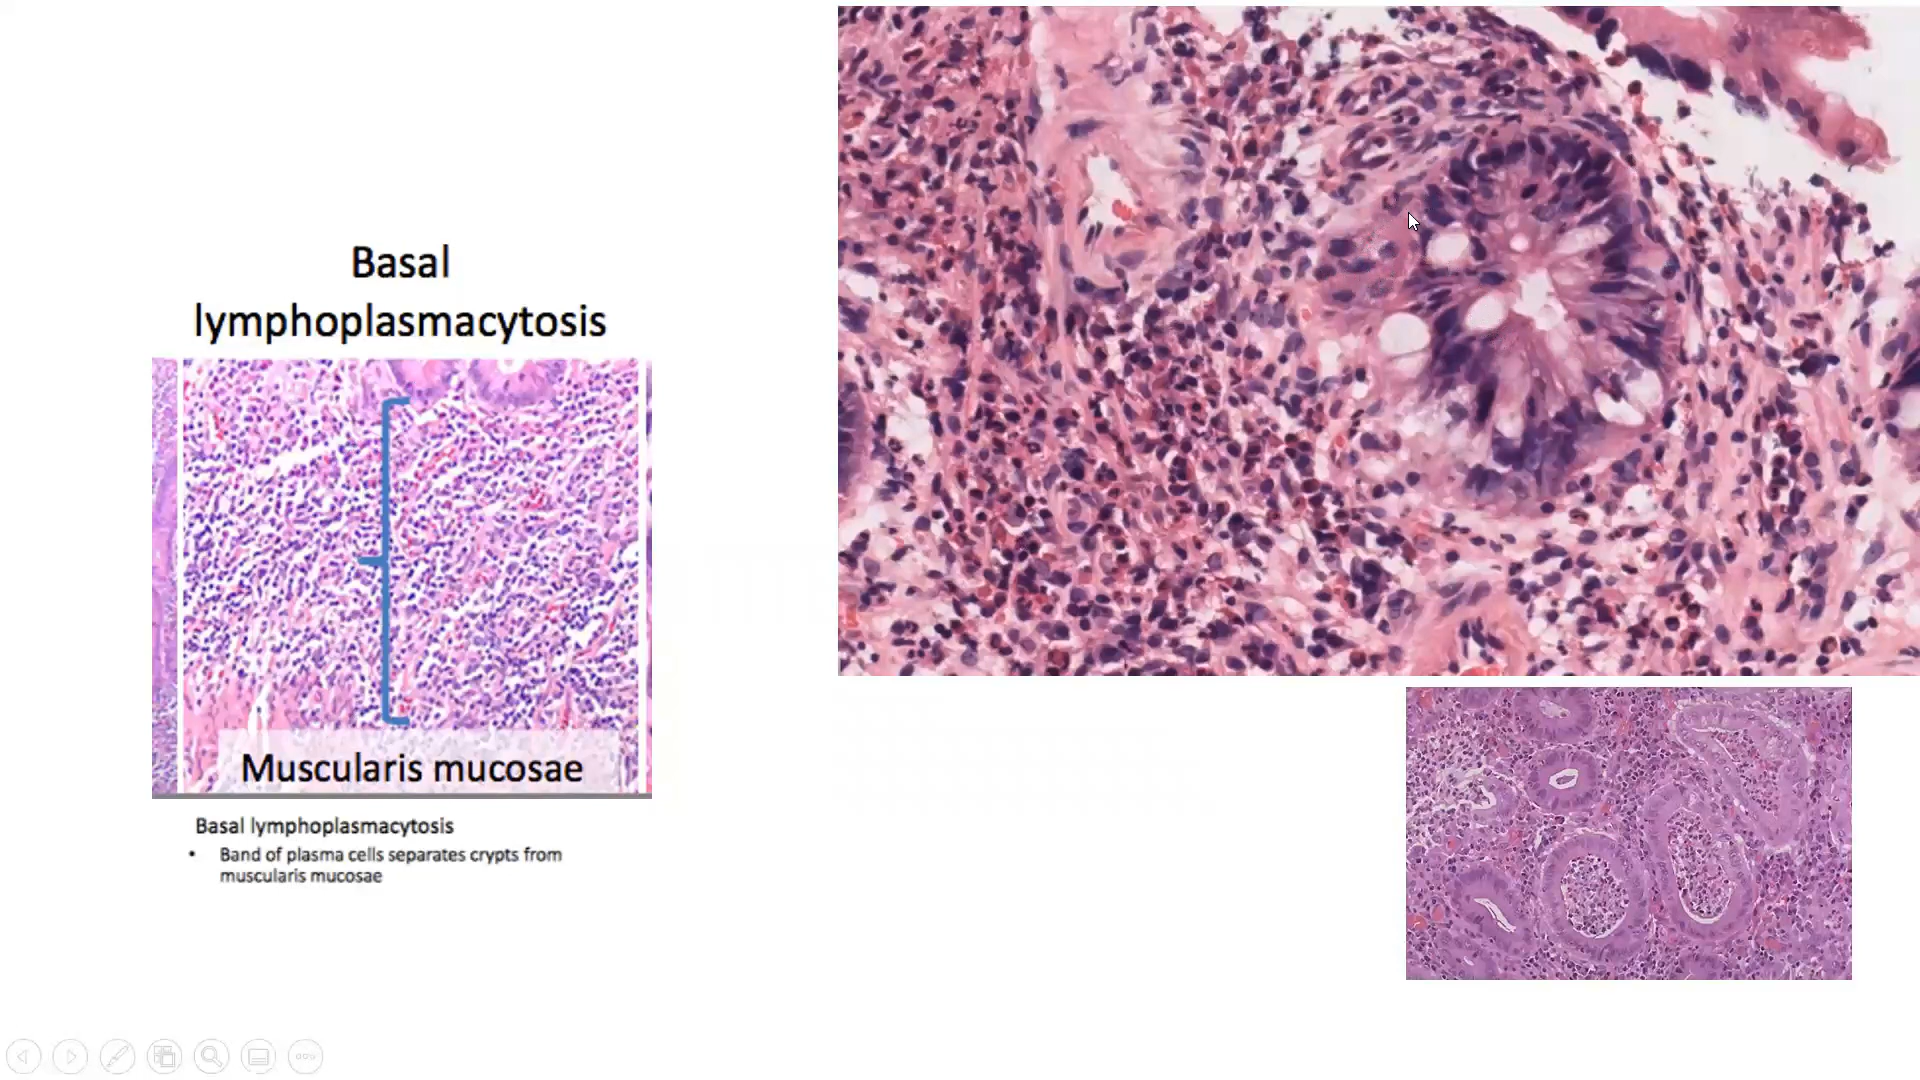 Basal
lymphoplasmacytosis
Muscularis mucosae
Basal lymphoplasmacytosis
• Band of plasma cells separates crypts from
muscularis mucosae